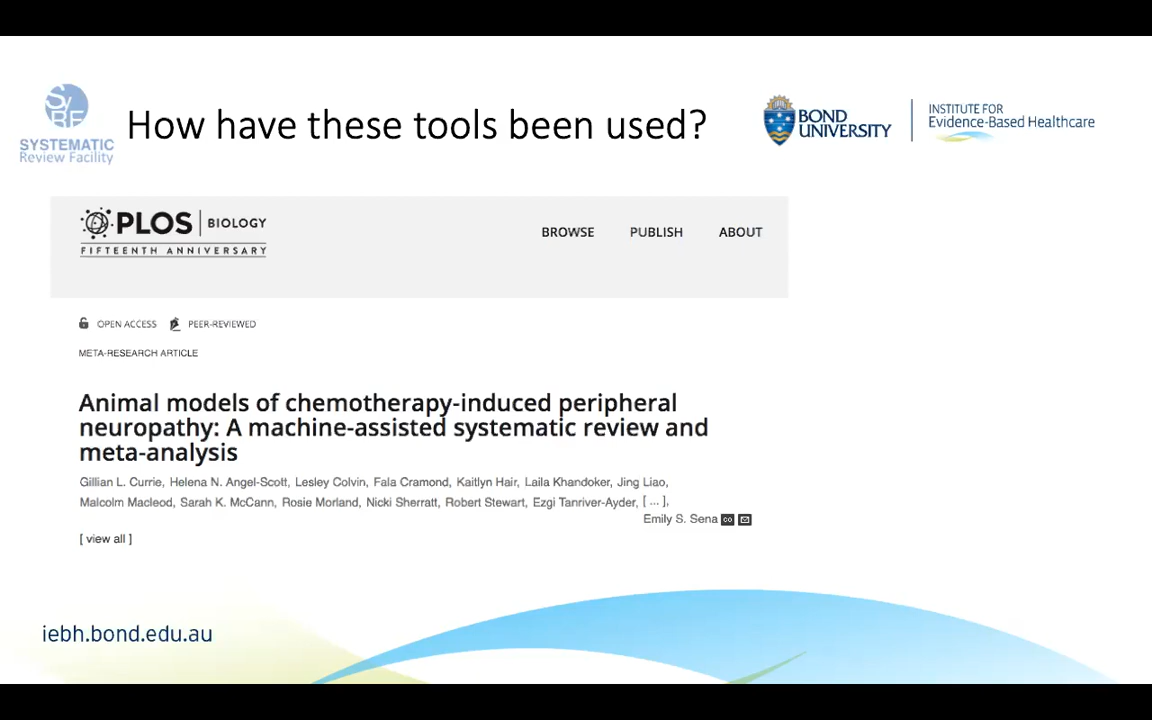 SyRF
SYSTEMATIC
Review Facility
How have these tools been used?
BOND
UNIVERSITY
INSTITUTE FOR
Evidence-Based Healthcare
PLOS BIOLOGY
FIFTEENTH ANNIVERSARY
BROWSE PUBLISH ABOUT
OPEN ACCESS PEER-REVIEWED
META-RESEARCH ARTICLE
Animal models of chemotherapy-induced peripheral
neuropathy: A machine-assisted systematic review and
meta-analysis
Gillian L. Currie, Helena N. Angel-Scott, Lesley Colvin, Fala Cramond, Kaitlyn Hair, Laila Khandoker, Jing Liao,
Malcolm Macleod, Sarah K. McCann, Rosie Morland, Nicki Sherratt, Robert Stewart, Ezgi Tanriver-Ayder, [ ... ],
Emily S. Sena
[ view all ]
iebh.bond.edu.au